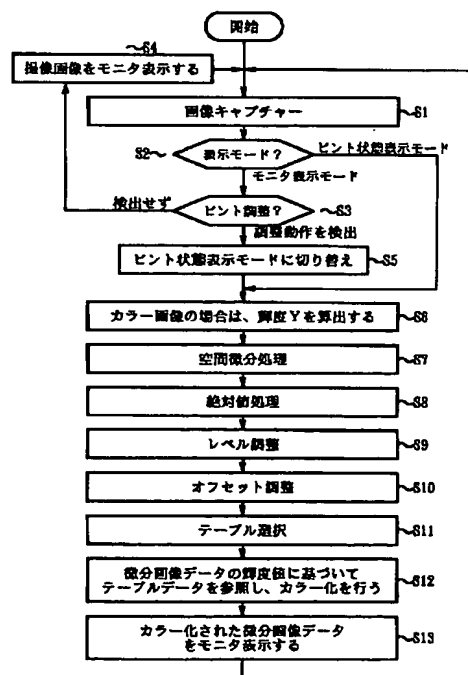 開始
~S4
撮像画像をモニタ表示する
画像キャプチャー ~S1
S2~ 表示モード? ピント状態表示モード
モニタ表示モード
検出せず ピント調整? ~S3
調整動作を検出
ピント状態表示モードに切り替え ~S5
カラー画像の場合は、輝度Yを算出する ~S6
空間微分処理 ~S7
絶対値処理 ~S8
レベル調整 ~S9
オフセット調整 ~S10
テーブル選択 ~S11
微分画像データの輝度値に基づいて
テーブルデータを参照し、カラー化を行う ~S12
カラー化された微分画像データ
をモニタ表示する ~S13